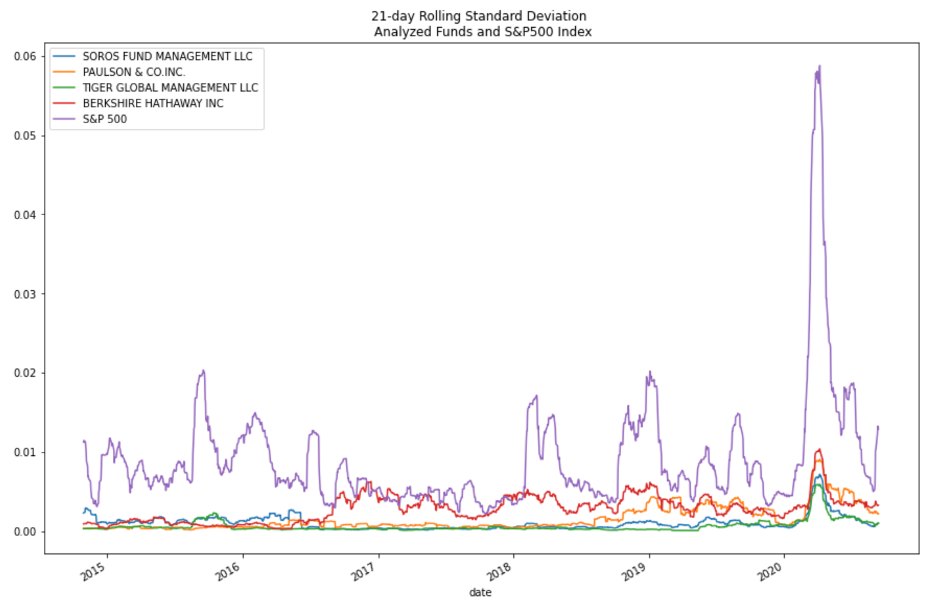 21-day Rolling Standard Deviation
Analyzed Funds and S&P500 Index
SOROS FUND MANAGEMENT LLC
PAULSON & CO.INC.
TIGER GLOBAL MANAGEMENT LLC
BERKSHIRE HATHAWAY INC
S&P 500
0.06
0.05
0.04
0.03
0.02
0.01
0.00
2015
2016
2017
2018
2019
2020
date